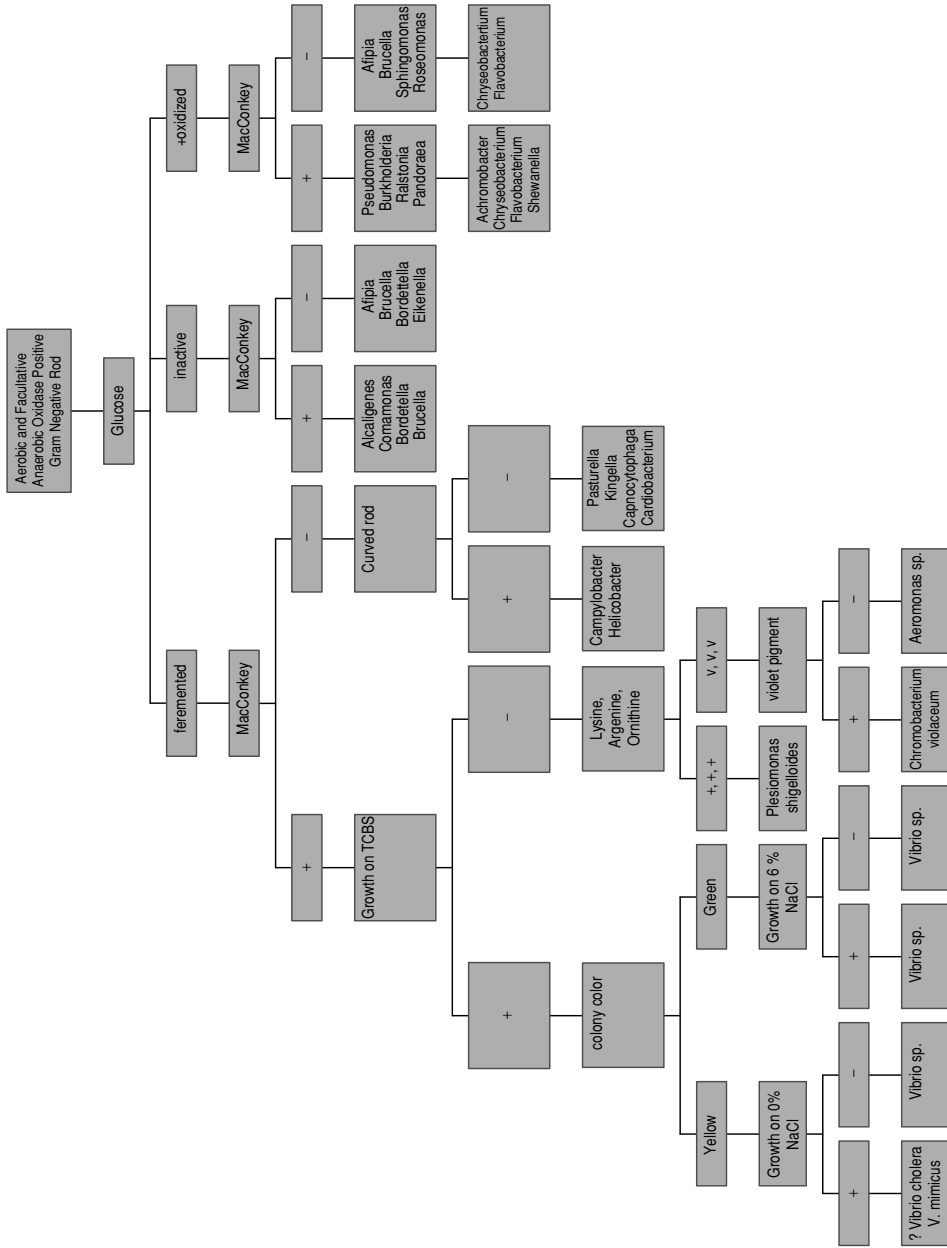 Aerobic and Facultative
Anaerobic Oxidase Positive
Gram Negative Rod
Glucose
feremented
inactive
+oxidized
MacConkey
MacConkey
MacConkey
+
−
+
−
+
−
Growth on TCBS
Curved rod
Alcaligenes
Comamonas
Bordetella
Brucella
Afipia
Brucella
Bordettella
Eikenella
Pseudomonas
Burkholderia
Ralstonia
Pandoraea
Afipia
Brucella
Sphingomonas
Roseomonas
+
−
+
−
Achromobacter
Chryseobacterium
Flavobacterium
Shewanella
Chryseobactertium
Flavobacterium
colony color
Lysine,
Argenine,
Ornithine
Campylobacter
Helicobacter
Pasturella
Kingella
Capnocytophaga
Cardiobacterium
Yellow
Green
+, +, +
v, v, v
Growth on 0%
NaCl
Growth on 6 %
NaCl
Plesiomonas
shigelloides
violet pigment
+
−
+
−
+
−
? Vibrio cholera
V. mimicus
Vibrio sp.
Vibrio sp.
Vibrio sp.
Chromobacterium
violaceum
Aeromonas sp.